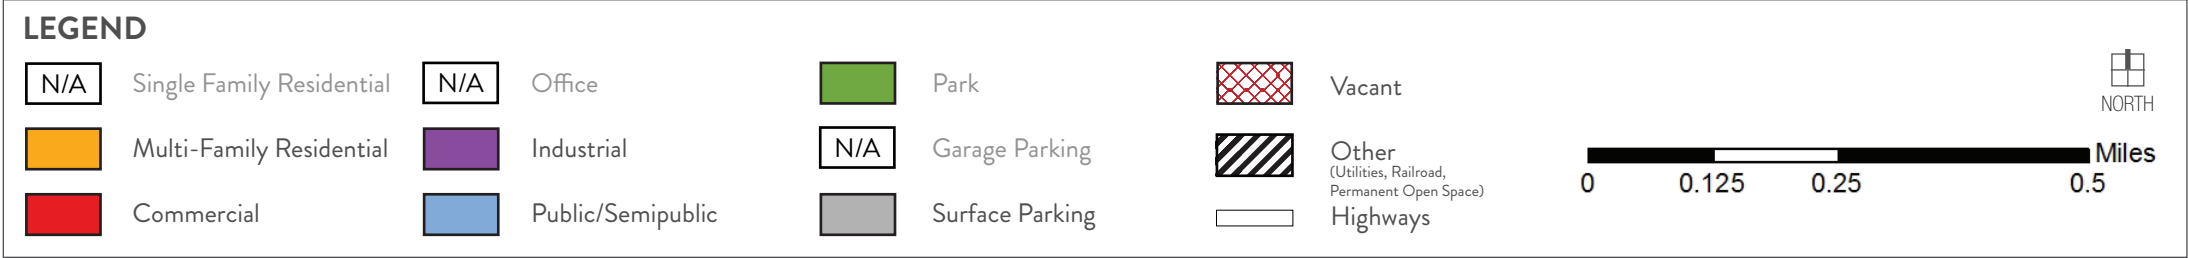 LEGEND
N/A Single Family Residential
Multi-Family Residential
Commercial
N/A Office
Industrial
Public/Semipublic
Park
N/A Garage Parking
Surface Parking
Vacant
Other
(Utilities, Railroad,
Permanent Open Space)
Highways
NORTH
Miles
0 0.125 0.25 0.5